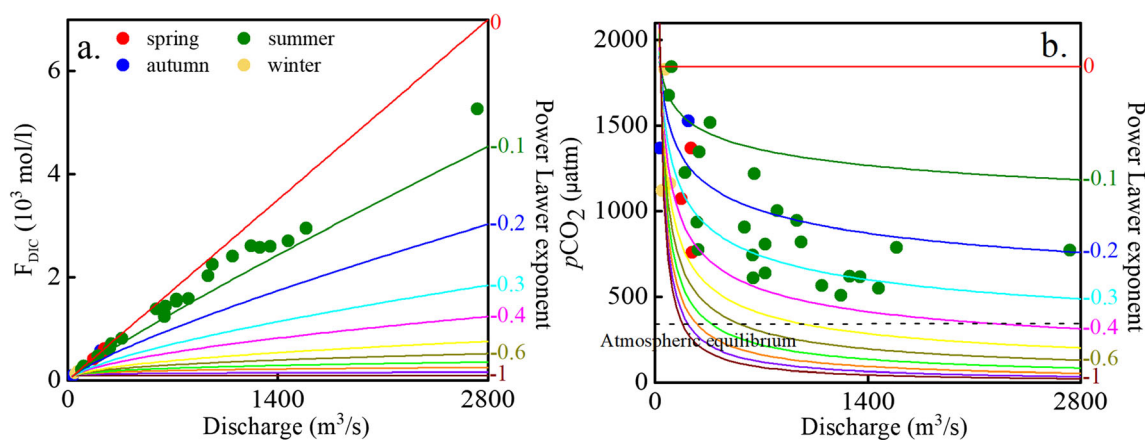 a.
spring
summer
autumn
winter
6
4
2
0
0
1400
2800
Discharge (m³/s)
F_DIC (10³ mol/l)
0
-0.1
-0.2
-0.3
-0.4
-0.6
-1
Power Lawer exponent
b.
2000
1500
1000
500
0
0
1400
2800
Discharge (m³/s)
pCO₂ (μatm)
Atmospheric equilibrium
0
-0.1
-0.2
-0.3
-0.4
-0.6
-1
Power Lawer exponent